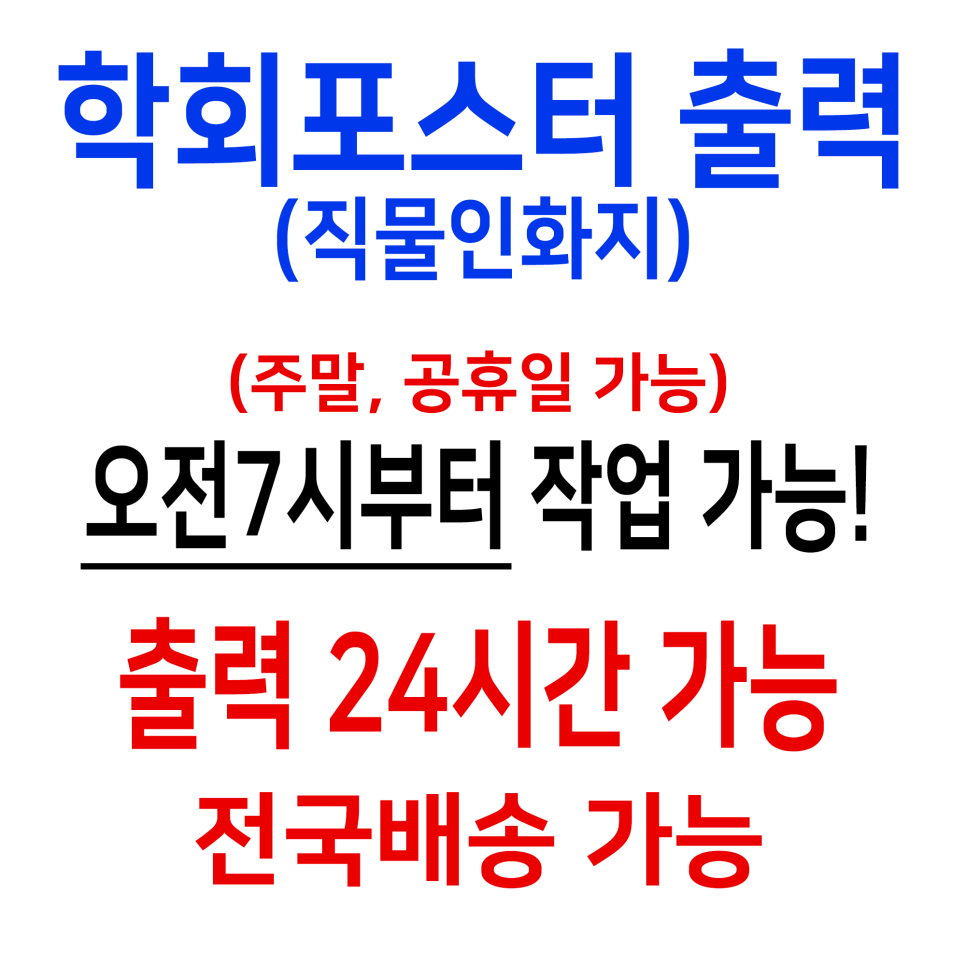 학회포스터 출력
(직물인화지)
(주말, 공휴일 가능)
오전7시부터 작업 가능!
출력 24시간 가능
전국배송 가능